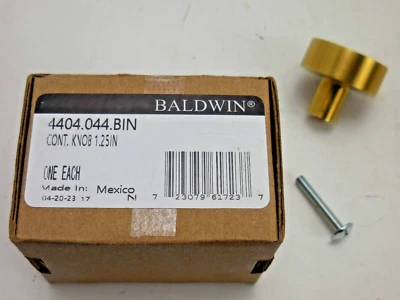 BALDWIN®
4404.044.BIN
CONT. KNOB 1.25IN
ONE EACH
Made In: Mexico
04-20-23 17 N
7 23079 61723 7